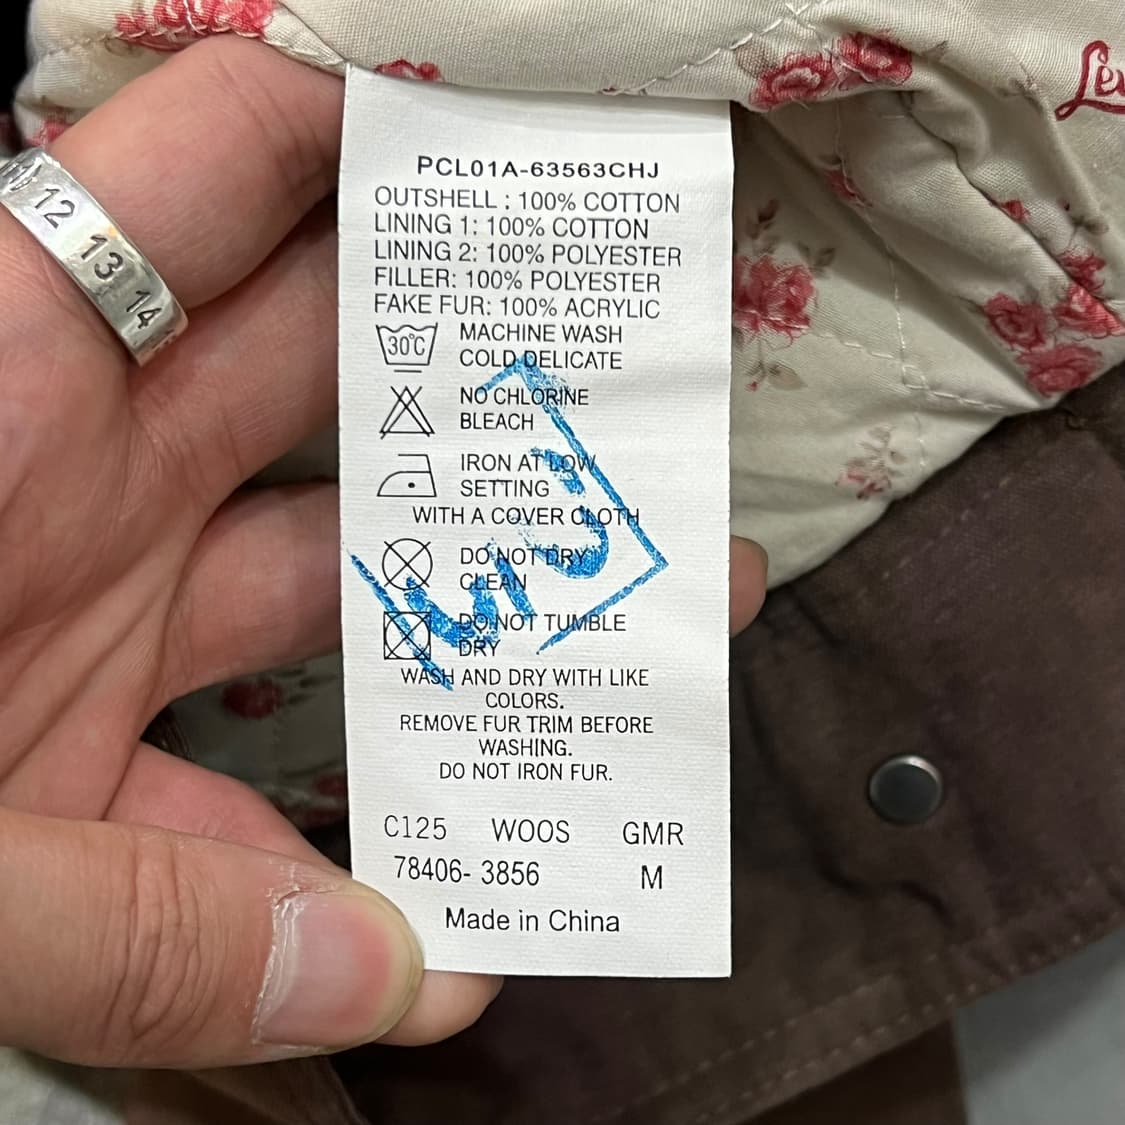 PCL01A-63563CHJ
OUTSHELL : 100% COTTON
LINING 1: 100% COTTON
LINING 2: 100% POLYESTER
FILLER: 100% POLYESTER
FAKE FUR: 100% ACRYLIC
30°C MACHINE WASH
COLD DELICATE
NO CHLORINE
BLEACH
IRON AT LOW
SETTING
WITH A COVER CLOTH
DO NOT DRY
CLEAN
DO NOT TUMBLE
DRY
WASH AND DRY WITH LIKE
COLORS.
REMOVE FUR TRIM BEFORE
WASHING.
DO NOT IRON FUR.
C125 WOOS GMR
78406- 3856 M
Made in China
12 13 14